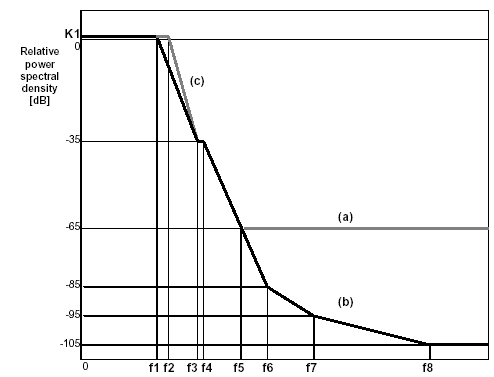 K1
0
Relative
power
spectral
density
[dB]
(c)
-35
(a)
-65
-85
(b)
-95
-105
0 f1 f2 f3 f4 f5 f6 f7 f8